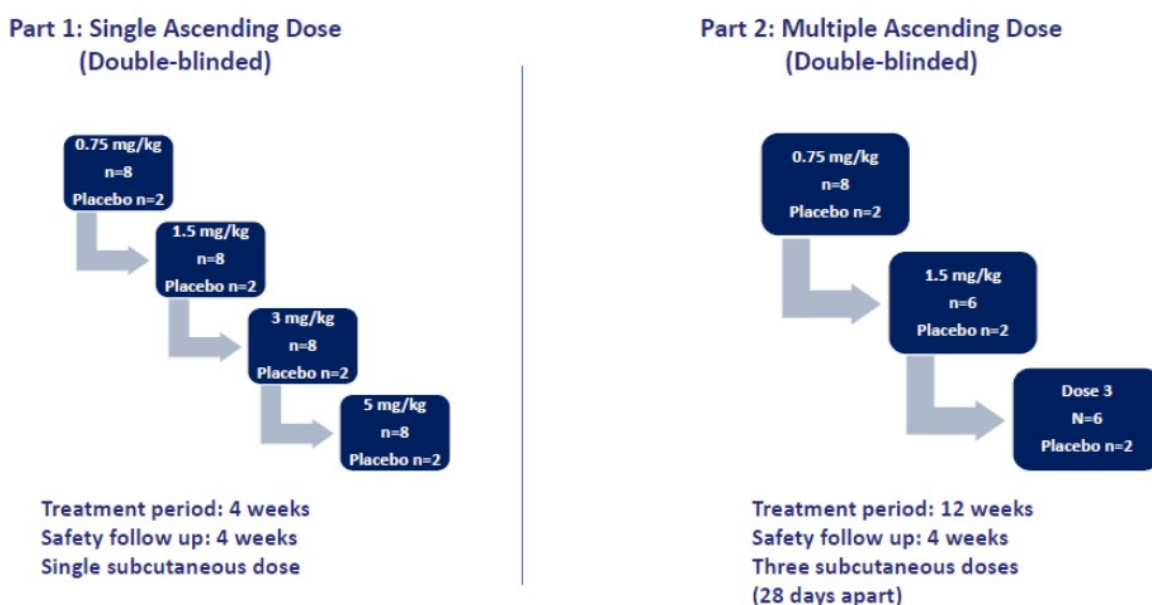 Part 1: Single Ascending Dose
(Double-blinded)
0.75 mg/kg
n=8
Placebo n=2
1.5 mg/kg
n=8
Placebo n=2
3 mg/kg
n=8
Placebo n=2
5 mg/kg
n=8
Placebo n=2
Treatment period: 4 weeks
Safety follow up: 4 weeks
Single subcutaneous dose
Part 2: Multiple Ascending Dose
(Double-blinded)
0.75 mg/kg
n=8
Placebo n=2
1.5 mg/kg
n=6
Placebo n=2
Dose 3
N=6
Placebo n=2
Treatment period: 12 weeks
Safety follow up: 4 weeks
Three subcutaneous doses
(28 days apart)